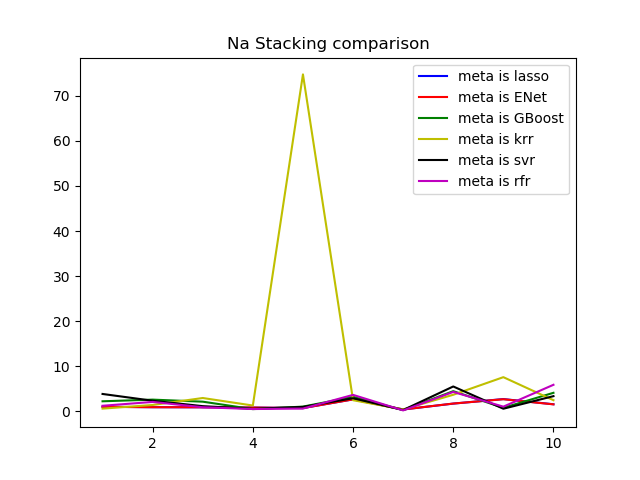 Na Stacking comparison
meta is lasso
meta is ENet
meta is GBoost
meta is krr
meta is svr
meta is rfr
70
60
50
40
30
20
10
0
2
4
6
8
10